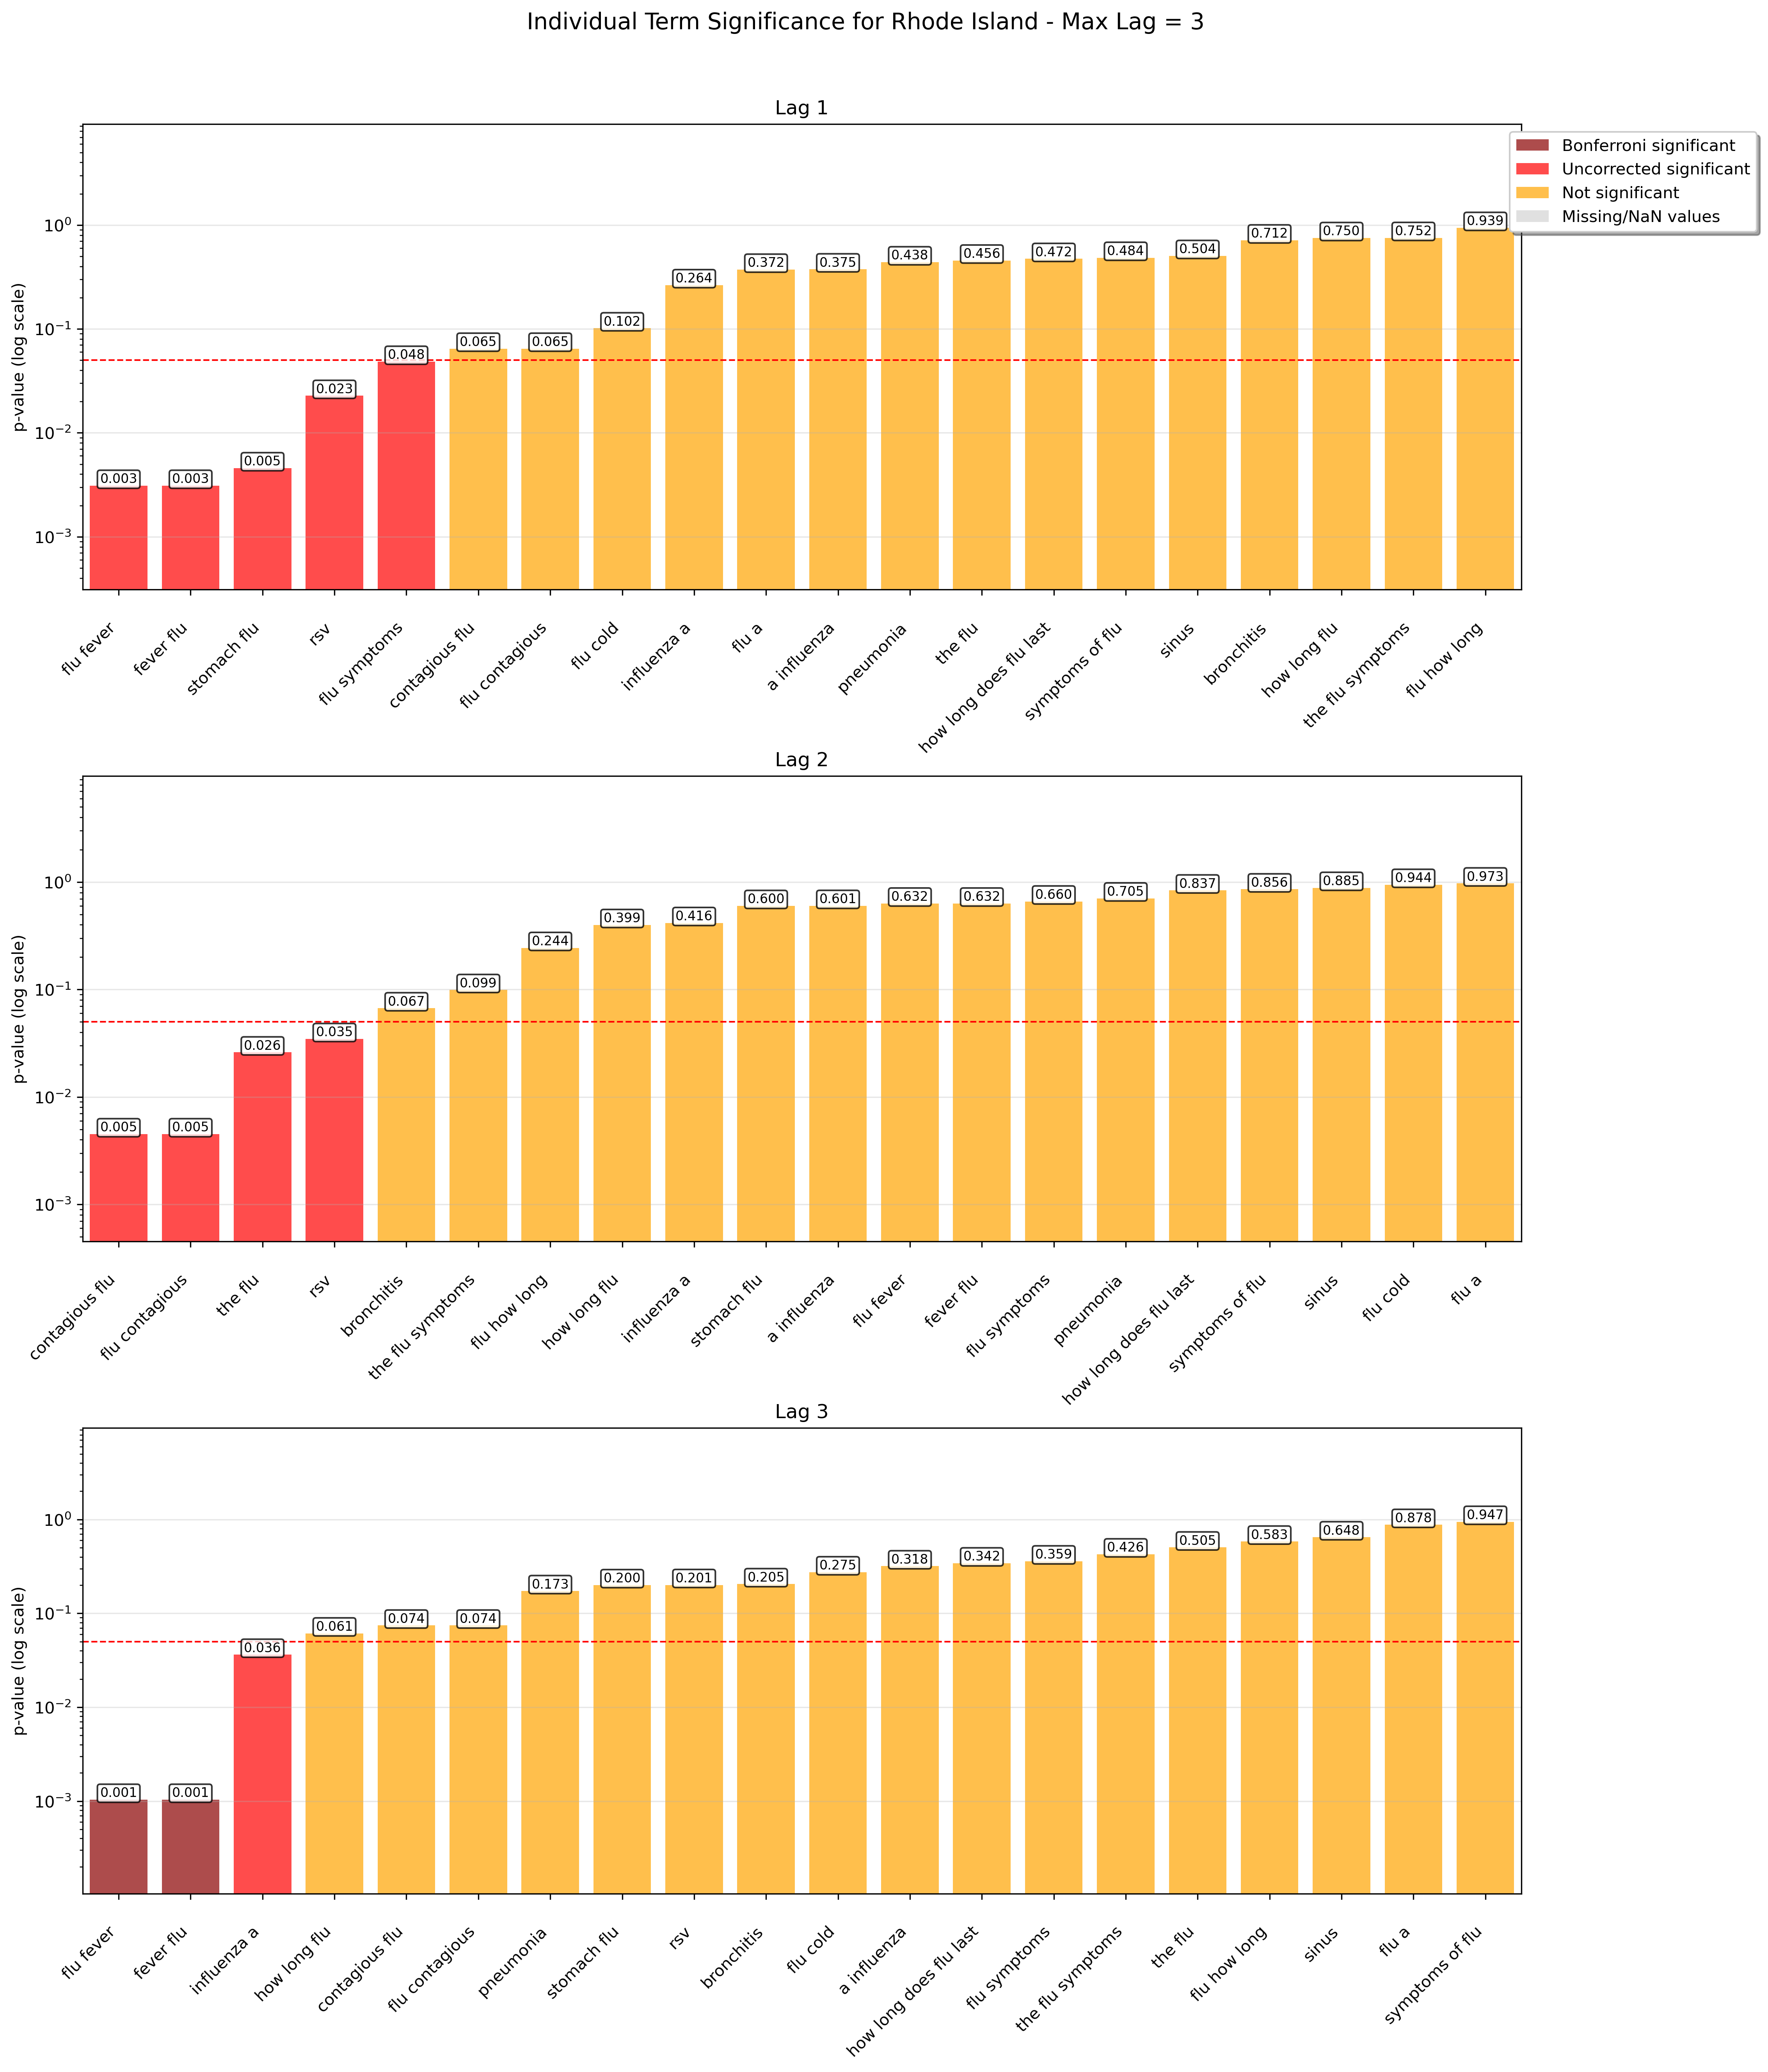 Individual Term Significance for Rhode Island - Max Lag = 3
Lag 1
Bonferroni significant
Uncorrected significant
Not significant
Missing/NaN values
p-value (log scale)
10⁰
10⁻¹
10⁻²
10⁻³
0.003
0.003
0.005
0.023
0.048
0.065
0.065
0.102
0.264
0.372
0.375
0.438
0.456
0.472
0.484
0.504
0.712
0.750
0.752
0.939
flu fever
fever flu
stomach flu
rsv
flu symptoms
contagious flu
flu contagious
flu cold
influenza a
flu a
a influenza
pneumonia
the flu
how long does flu last
symptoms of flu
sinus
bronchitis
how long flu
the flu symptoms
flu how long
Lag 2
p-value (log scale)
10⁰
10⁻¹
10⁻²
10⁻³
0.005
0.005
0.026
0.035
0.067
0.099
0.244
0.399
0.416
0.600
0.601
0.632
0.632
0.660
0.705
0.837
0.856
0.885
0.944
0.973
contagious flu
flu contagious
the flu
rsv
bronchitis
the flu symptoms
flu how long
how long flu
influenza a
stomach flu
a influenza
flu fever
fever flu
flu symptoms
pneumonia
how long does flu last
symptoms of flu
sinus
flu cold
flu a
Lag 3
p-value (log scale)
10⁰
10⁻¹
10⁻²
10⁻³
0.001
0.001
0.036
0.061
0.074
0.074
0.173
0.200
0.201
0.205
0.275
0.318
0.342
0.359
0.426
0.505
0.583
0.648
0.878
0.947
flu fever
fever flu
influenza a
how long flu
contagious flu
flu contagious
pneumonia
stomach flu
rsv
bronchitis
flu cold
a influenza
how long does flu last
flu symptoms
the flu symptoms
the flu
flu how long
sinus
flu a
symptoms of flu